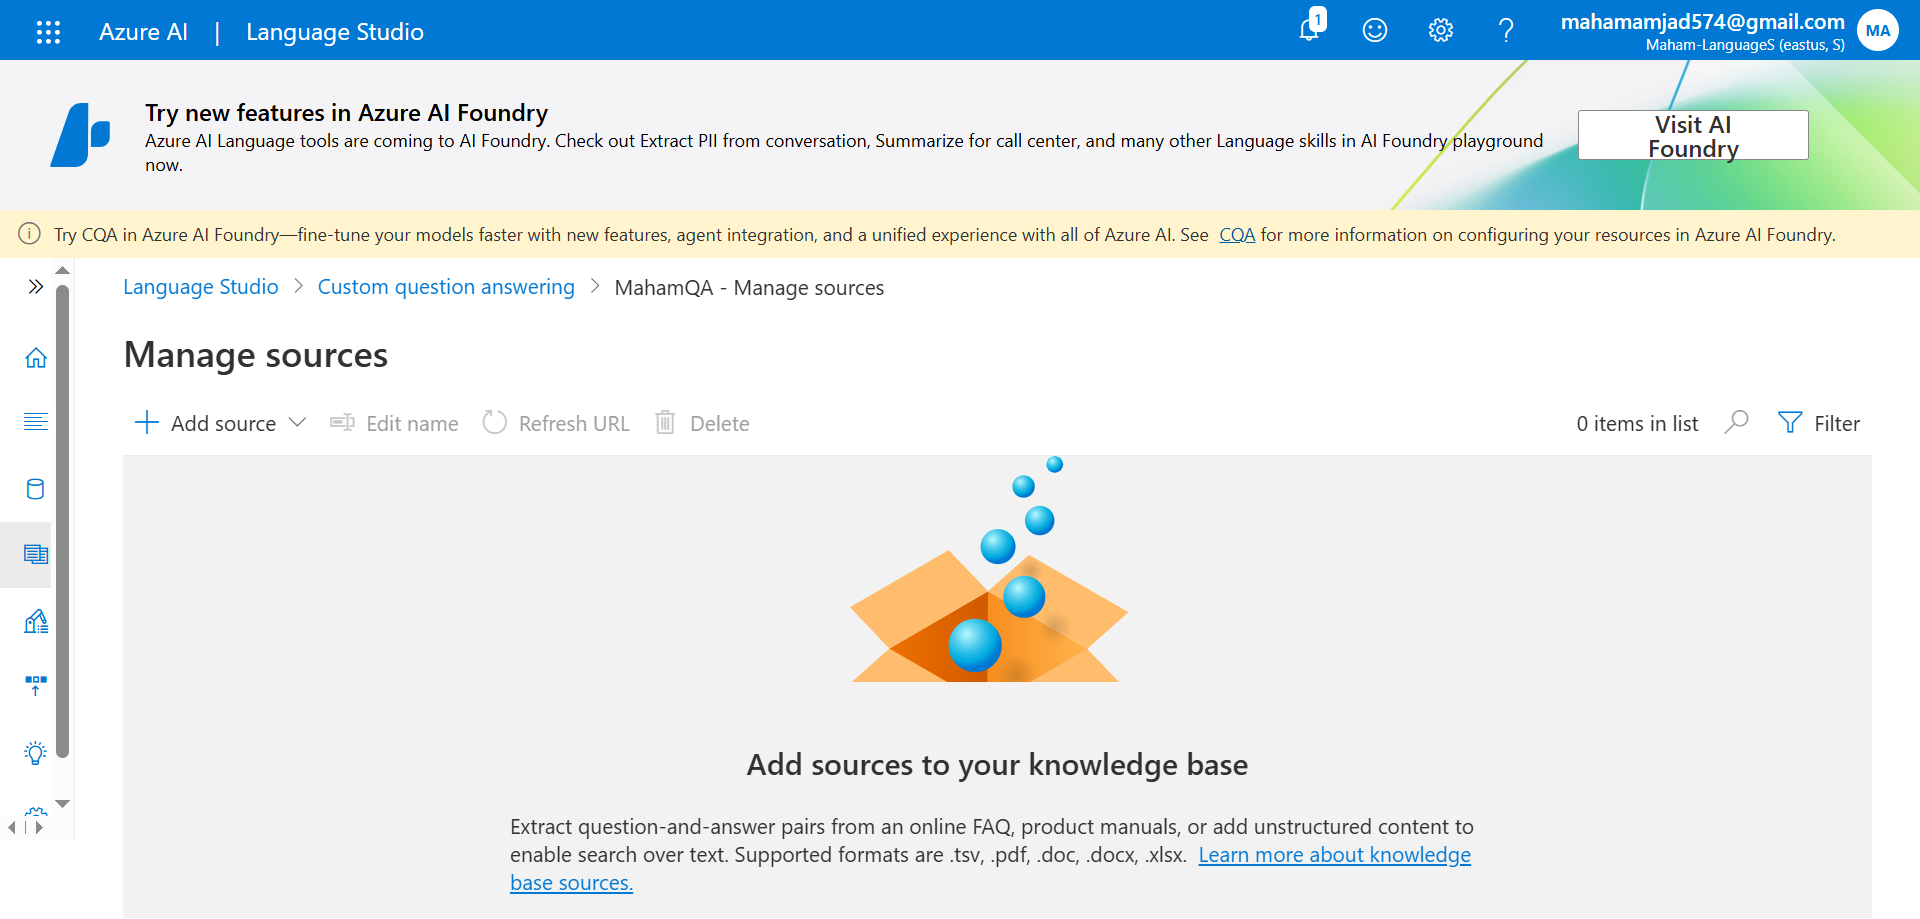 Azure AI | Language Studio
1
mahamamjad574@gmail.com
Maham-LanguageS (eastus, S)
MA
Try new features in Azure AI Foundry
Azure AI Language tools are coming to AI Foundry. Check out Extract PII from conversation, Summarize for call center, and many other Language skills in AI Foundry playground
now.
Visit AI
Foundry
Try CQA in Azure AI Foundry—fine-tune your models faster with new features, agent integration, and a unified experience with all of Azure AI. See CQA for more information on configuring your resources in Azure AI Foundry.
Language Studio > Custom question answering > MahamQA - Manage sources
Manage sources
Add source Edit name Refresh URL Delete 0 items in list Filter
Add sources to your knowledge base
Extract question-and-answer pairs from an online FAQ, product manuals, or add unstructured content to
enable search over text. Supported formats are .tsv, .pdf, .doc, .docx, .xlsx. Learn more about knowledge
base sources.